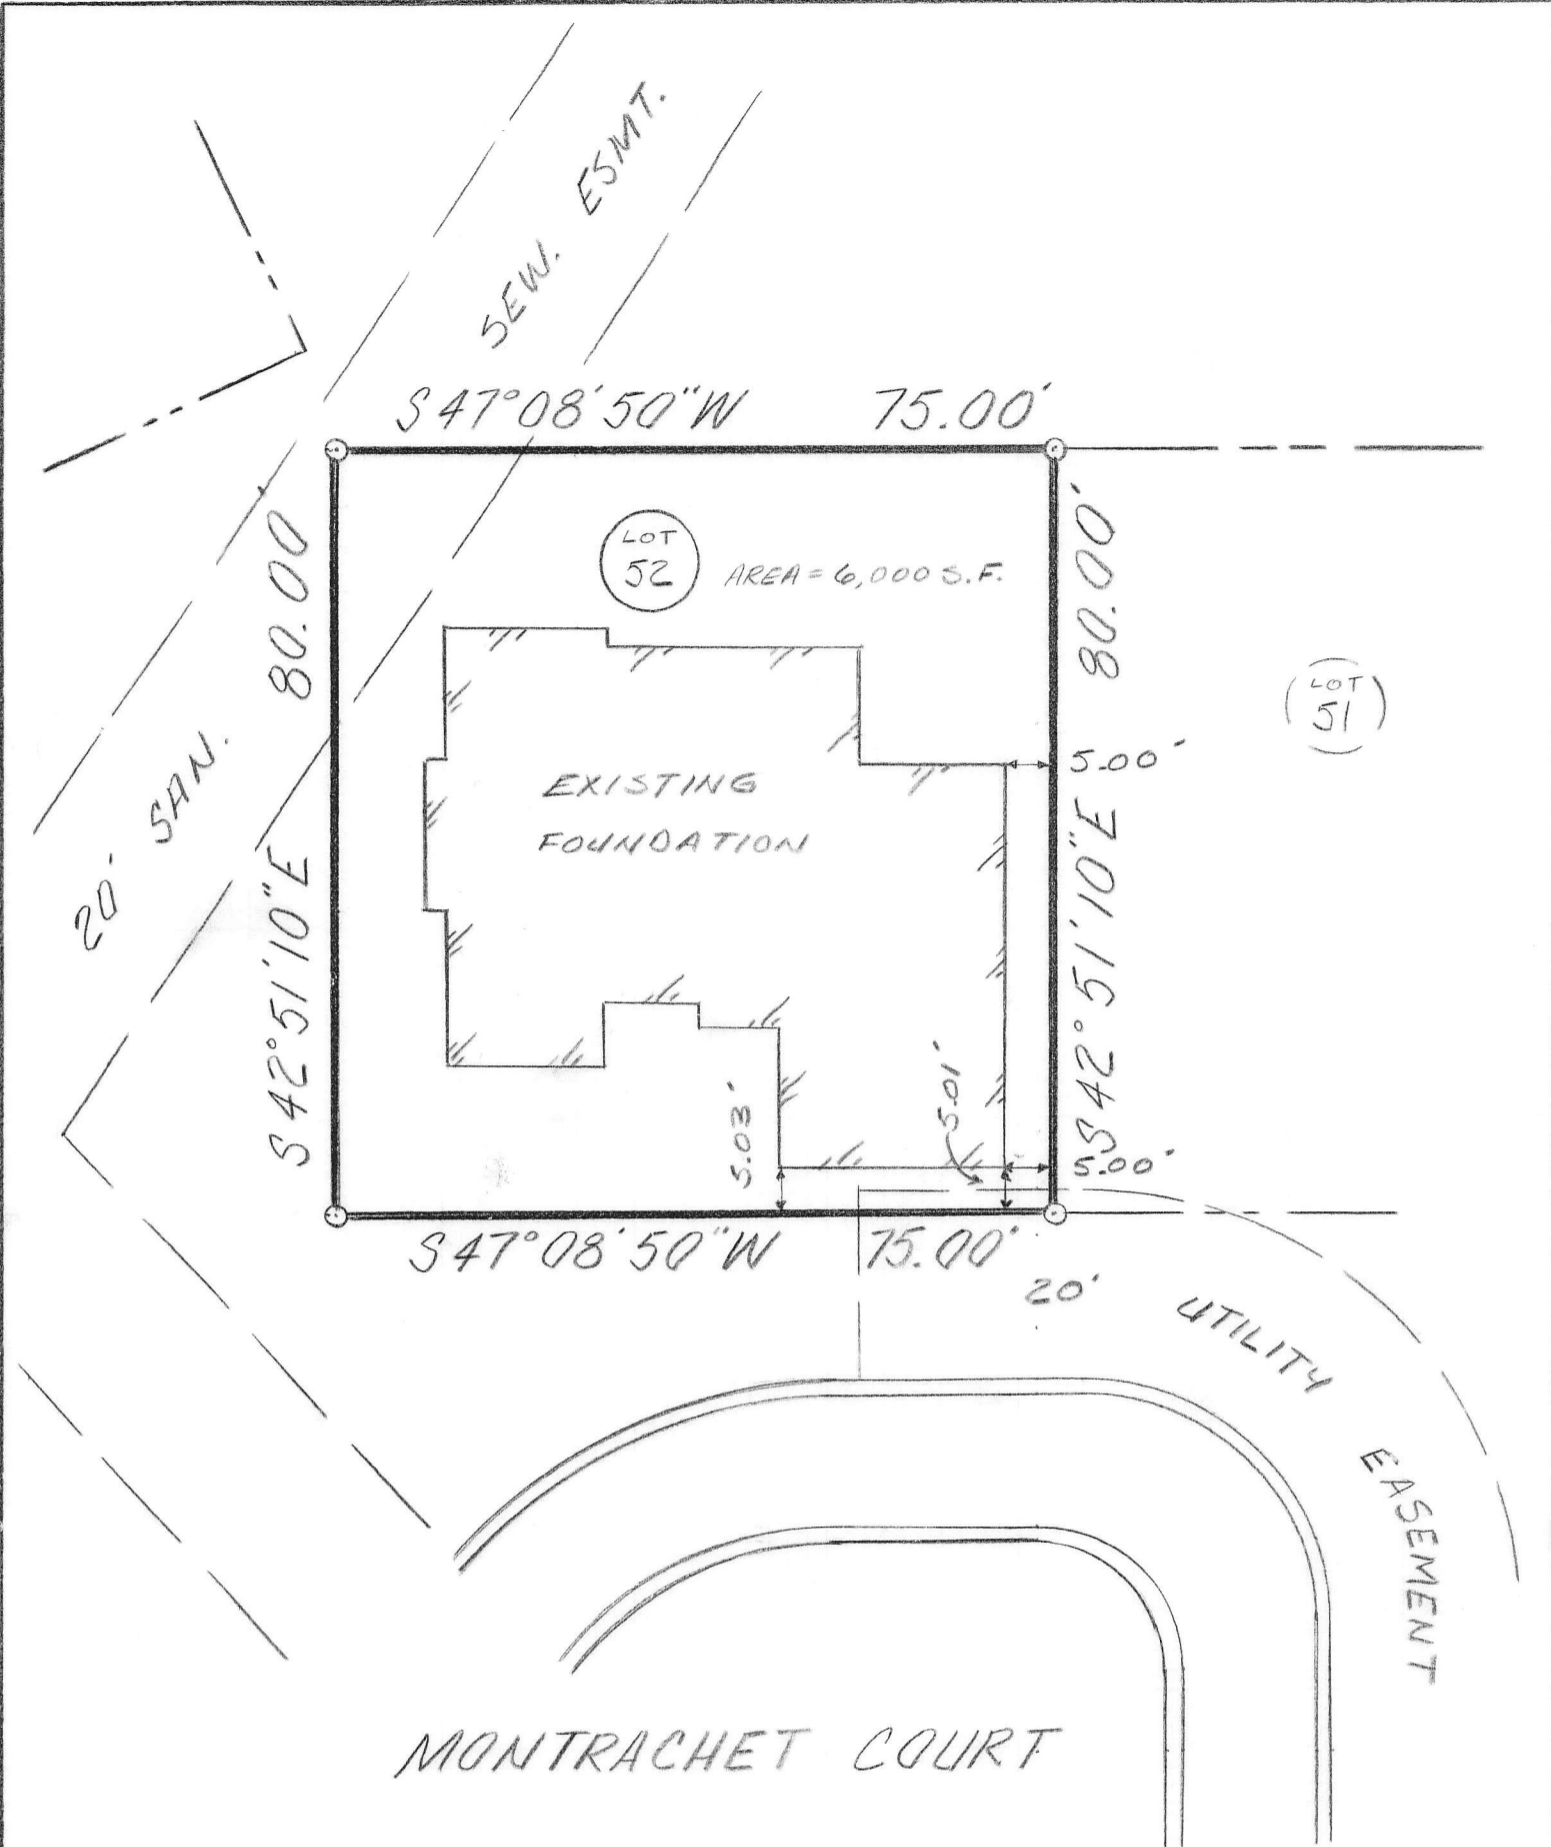 20' SAN. SEW. ESMT.
S 47°08'50"W 75.00'
80.00
S 42°51'10"E
LOT
52
AREA = 6,000 S.F.
80.00'
S 42°51'10"E
LOT
51
5.00'
EXISTING
FOUNDATION
5.03'
5.01'
5.00'
S 47°08'50"W 75.00'
20' UTILITY EASEMENT
MONTRACHET COURT